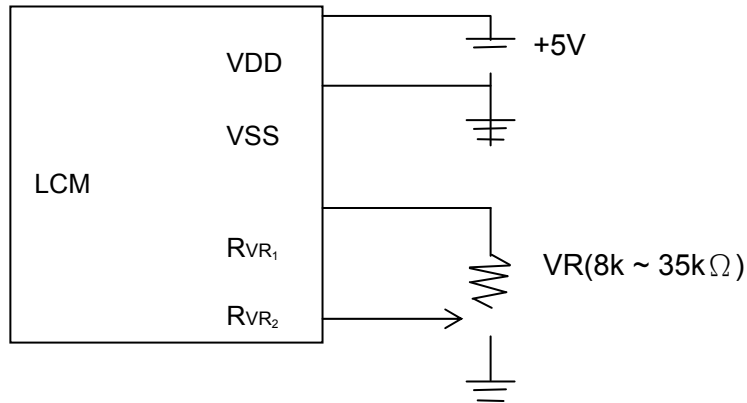 +5V
VDD
VSS
LCM
RVR₁
VR(8k ~ 35kΩ)
RVR₂